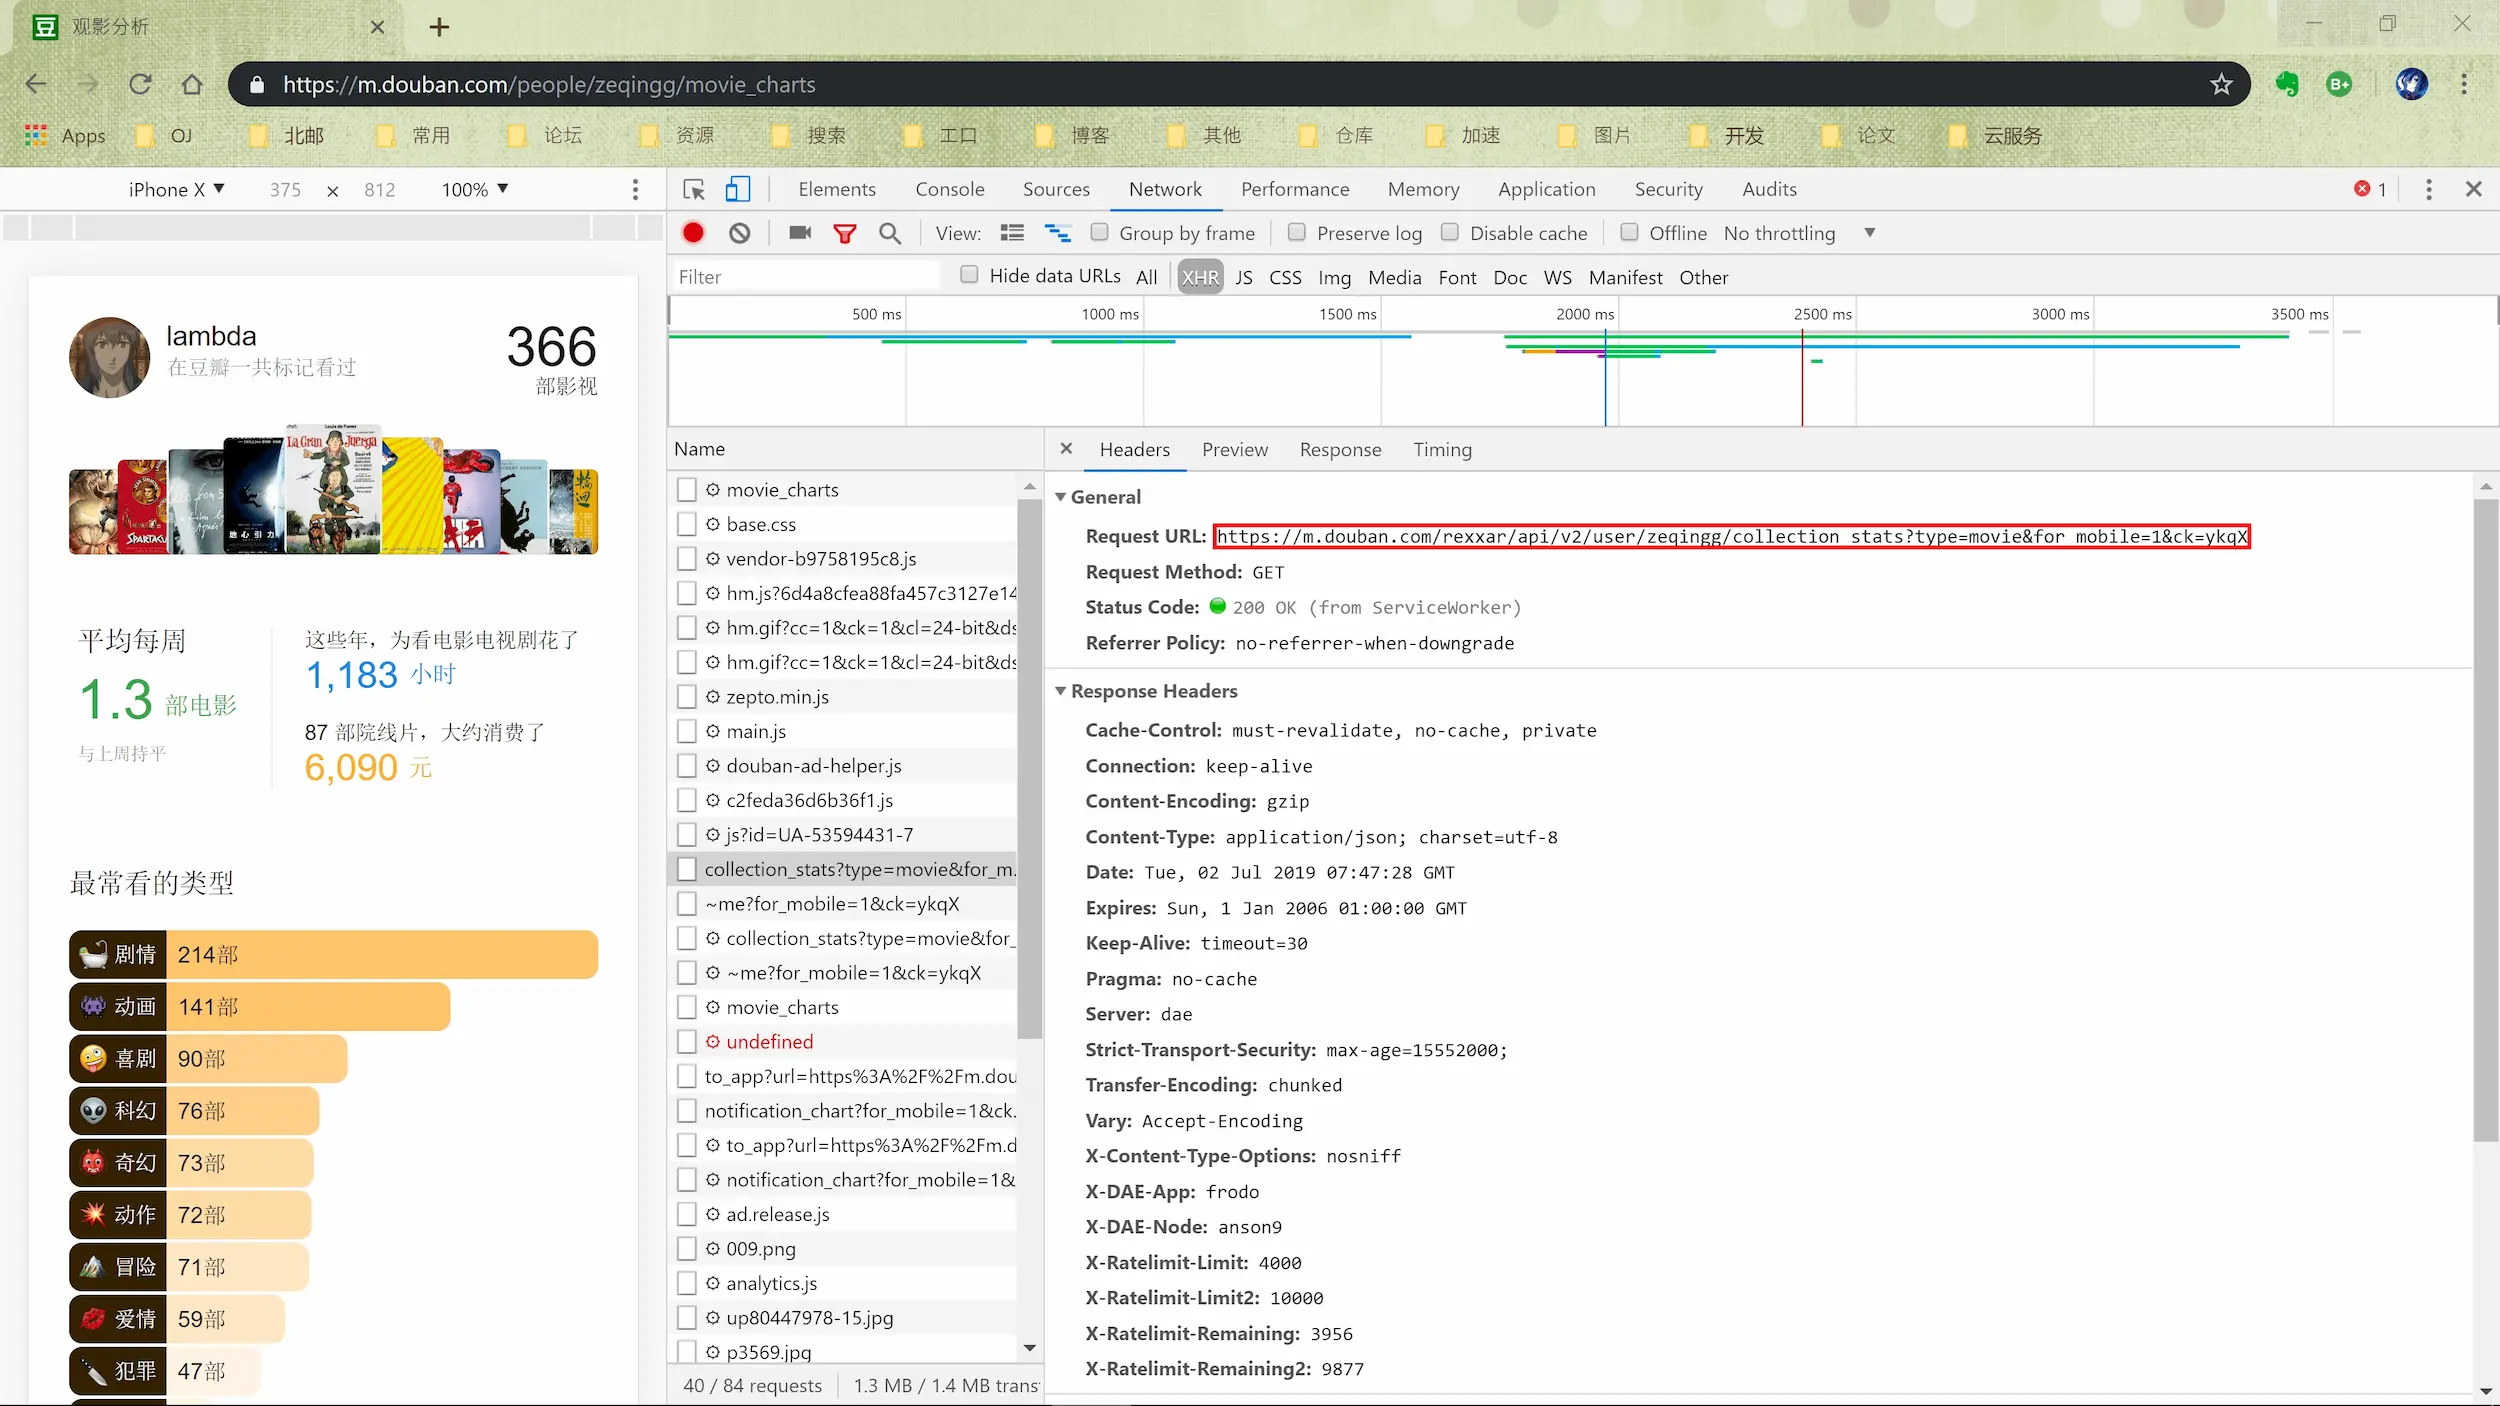 观影分析
https://m.douban.com/people/zeqingg/movie_charts
Apps OJ 北邮 常用 论坛 资源 搜索 工口 博客 其他 仓库 加速 图片 开发 论文 云服务
iPhone X 375 × 812 100%
Elements Console Sources Network Performance Memory Application Security Audits 1
View: Group by frame Preserve log Disable cache Offline No throttling
Filter Hide data URLs All XHR JS CSS Img Media Font Doc WS Manifest Other
500 ms 1000 ms 1500 ms 2000 ms 2500 ms 3000 ms 3500 ms
lambda
在豆瓣一共标记看过
366
部影视
La Gran Juerga
SPARTACU
地心引力
平均每周
1.3 部电影
与上周持平
这些年，为看电影电视剧花了
1,183 小时
87 部院线片，大约消费了
6,090 元
最常看的类型
剧情 214部
动画 141部
喜剧 90部
科幻 76部
奇幻 73部
动作 72部
冒险 71部
爱情 59部
犯罪 47部
Name
movie_charts
base.css
vendor-b9758195c8.js
hm.js?6d4a8cfea88fa457c3127e14
hm.gif?cc=1&ck=1&cl=24-bit&ds
hm.gif?cc=1&ck=1&cl=24-bit&ds
zepto.min.js
main.js
douban-ad-helper.js
c2feda36d6b36f1.js
js?id=UA-53594431-7
collection_stats?type=movie&for_m.
~me?for_mobile=1&ck=ykqX
collection_stats?type=movie&for_
~me?for_mobile=1&ck=ykqX
movie_charts
undefined
to_app?url=https%3A%2F%2Fm.dou
notification_chart?for_mobile=1&ck.
to_app?url=https%3A%2F%2Fm.d
notification_chart?for_mobile=1&
ad.release.js
009.png
analytics.js
up80447978-15.jpg
p3569.jpg
40 / 84 requests 1.3 MB / 1.4 MB trans
Headers Preview Response Timing
General
Request URL: https://m.douban.com/rexxar/api/v2/user/zeqingg/collection_stats?type=movie&for_mobile=1&ck=ykqX
Request Method: GET
Status Code: 200 OK (from ServiceWorker)
Referrer Policy: no-referrer-when-downgrade
Response Headers
Cache-Control: must-revalidate, no-cache, private
Connection: keep-alive
Content-Encoding: gzip
Content-Type: application/json; charset=utf-8
Date: Tue, 02 Jul 2019 07:47:28 GMT
Expires: Sun, 1 Jan 2006 01:00:00 GMT
Keep-Alive: timeout=30
Pragma: no-cache
Server: dae
Strict-Transport-Security: max-age=15552000;
Transfer-Encoding: chunked
Vary: Accept-Encoding
X-Content-Type-Options: nosniff
X-DAE-App: frodo
X-DAE-Node: anson9
X-Ratelimit-Limit: 4000
X-Ratelimit-Limit2: 10000
X-Ratelimit-Remaining: 3956
X-Ratelimit-Remaining2: 9877